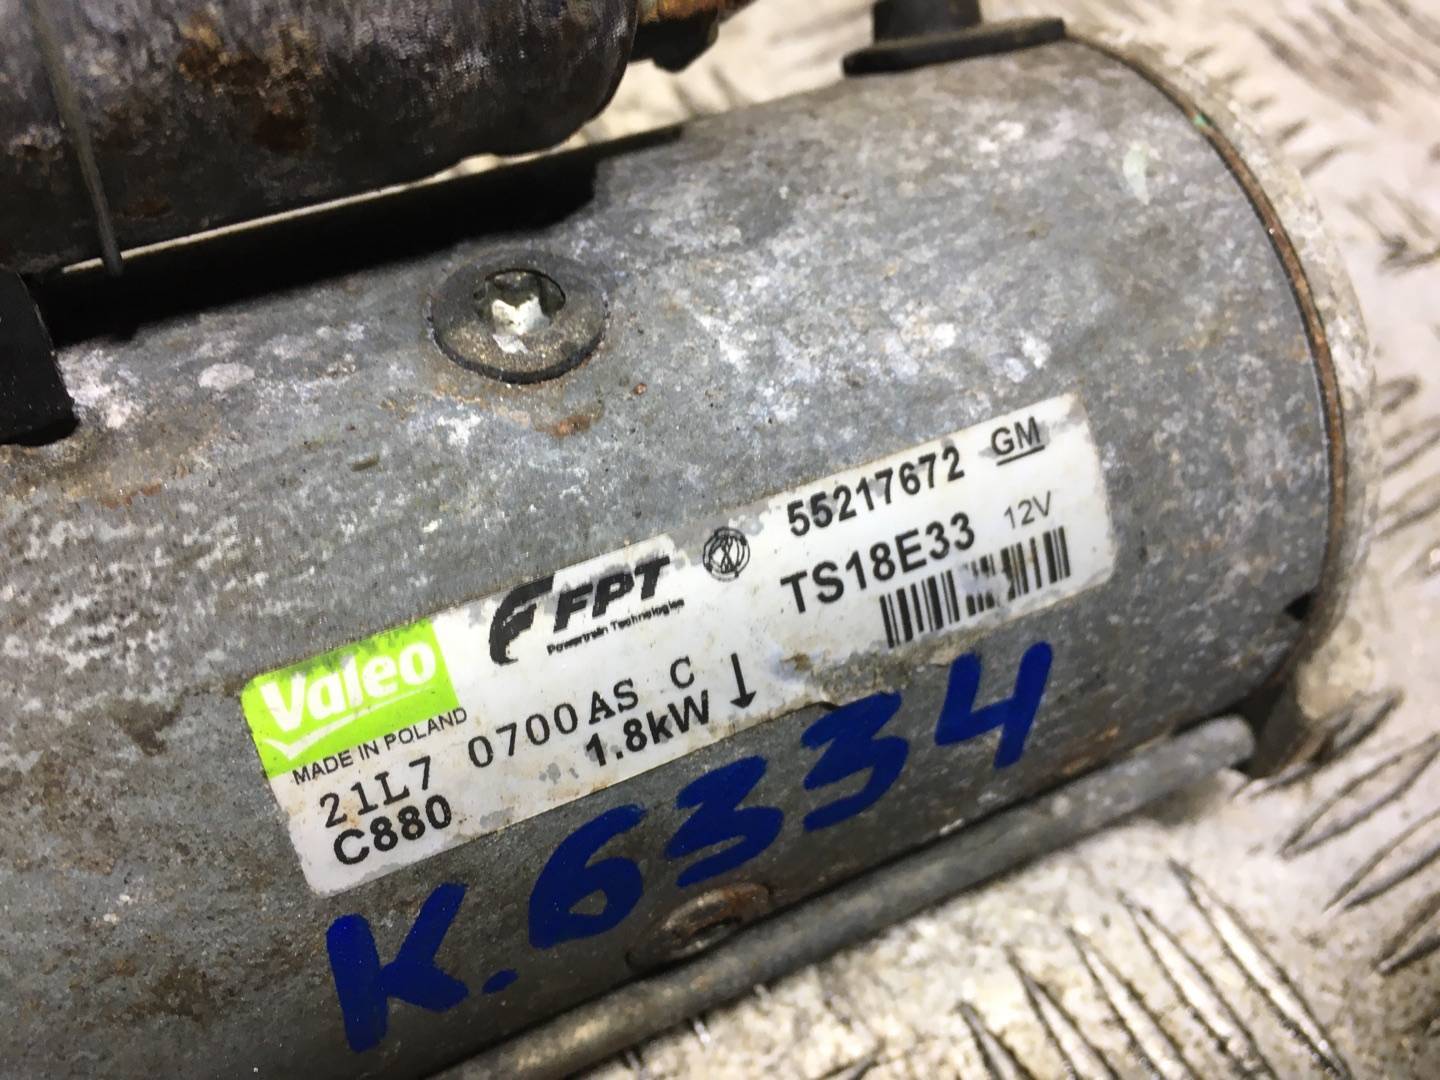 55217672 GM
TS18E33 12V
FPT
Powertrain Technologies
Valeo
MADE IN POLAND
21L7 0700AS C
C880 1.8kW
K.6334